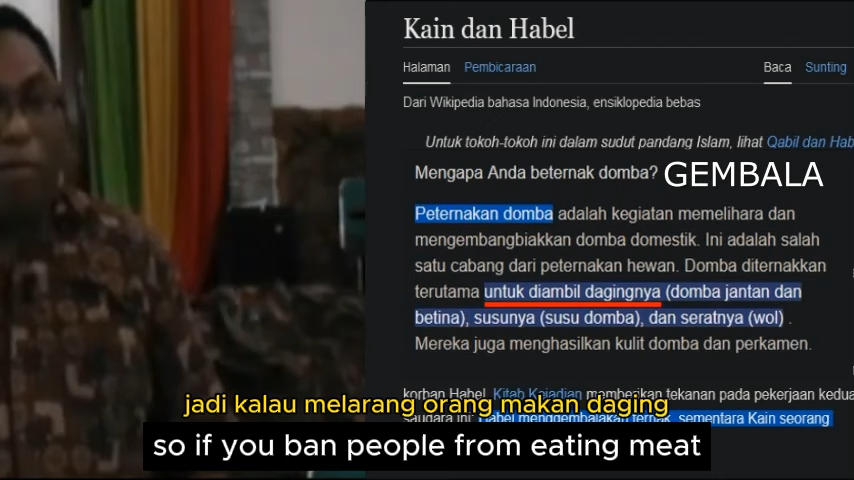 Kain dan Habel
Halaman Pembicaraan Baca Sunting
Dari Wikipedia bahasa Indonesia, ensiklopedia bebas
Untuk tokoh-tokoh ini dalam sudut pandang Islam, lihat Qabil dan Hab
Mengapa Anda beternak domba? GEMBALA
Peternakan domba adalah kegiatan memelihara dan
mengembangbiakkan domba domestik. Ini adalah salah
satu cabang dari peternakan hewan. Domba diternakkan
terutama untuk diambil dagingnya (domba jantan dan
betina), susunya (susu domba), dan seratnya (wol) .
Mereka juga menghasilkan kulit domba dan perkamen.
korban Habel. Kitab Kejadian memberikan tekanan pada pekerjaan kedua
jadi kalau melarang orang makan daging
saudara ini: Habel menggembalakan ternak, sementara Kain seorang
so if you ban people from eating meat